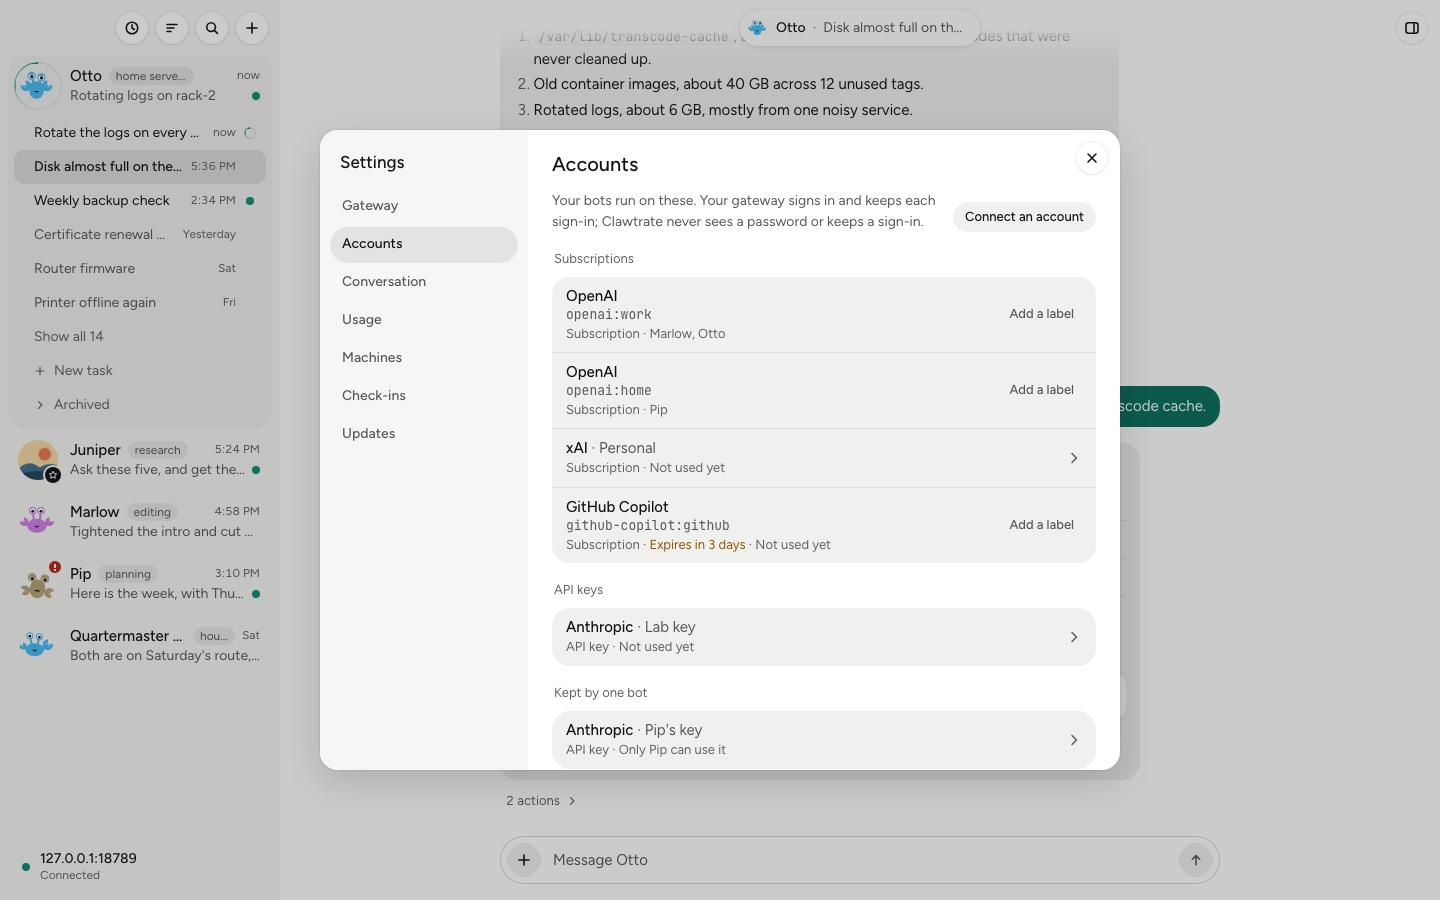 Otto
home serve...
now
Rotating logs on rack-2
Rotate the logs on every ...
now
Disk almost full on the...
5:36 PM
Weekly backup check
2:34 PM
Certificate renewal ...
Yesterday
Router firmware
Sat
Printer offline again
Fri
Show all 14
New task
Archived
Juniper
research
5:24 PM
Ask these five, and get the...
Marlow
editing
4:58 PM
Tightened the intro and cut ...
Pip
planning
3:10 PM
Here is the week, with Thu...
Quartermaster ...
hou...
Sat
Both are on Saturday's route,...
127.0.0.1:18789
Connected
Otto · Disk almost full on th...
1. /var/lib/transcode-cache, odes that were
never cleaned up.
2. Old container images, about 40 GB across 12 unused tags.
3. Rotated logs, about 6 GB, mostly from one noisy service.
scode cache.
Settings
Gateway
Accounts
Conversation
Usage
Machines
Check-ins
Updates
Accounts
Your bots run on these. Your gateway signs in and keeps each
sign-in; Clawtrate never sees a password or keeps a sign-in.
Connect an account
Subscriptions
OpenAI
openai:work
Subscription · Marlow, Otto
Add a label
OpenAI
openai:home
Subscription · Pip
Add a label
xAI · Personal
Subscription · Not used yet
GitHub Copilot
github-copilot:github
Subscription · Expires in 3 days · Not used yet
Add a label
API keys
Anthropic · Lab key
API key · Not used yet
Kept by one bot
Anthropic · Pip's key
API key · Only Pip can use it
2 actions
Message Otto